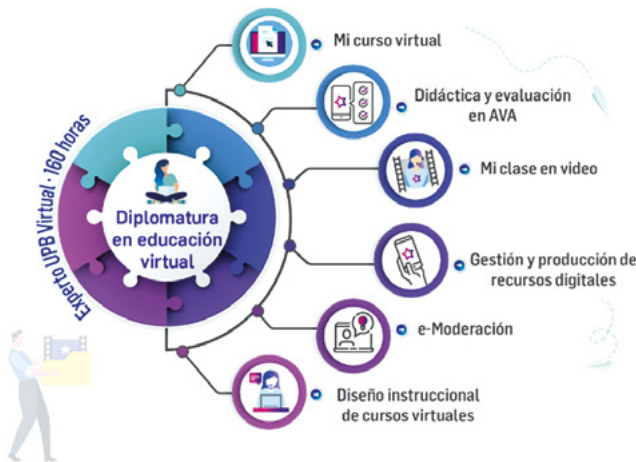 Experto UPB Virtual · 160 horas
Diplomatura
en educación
virtual
Mi curso virtual
Didáctica y evaluación
en AVA
Mi clase en video
Gestión y producción de
recursos digitales
e-Moderación
Diseño instruccional
de cursos virtuales